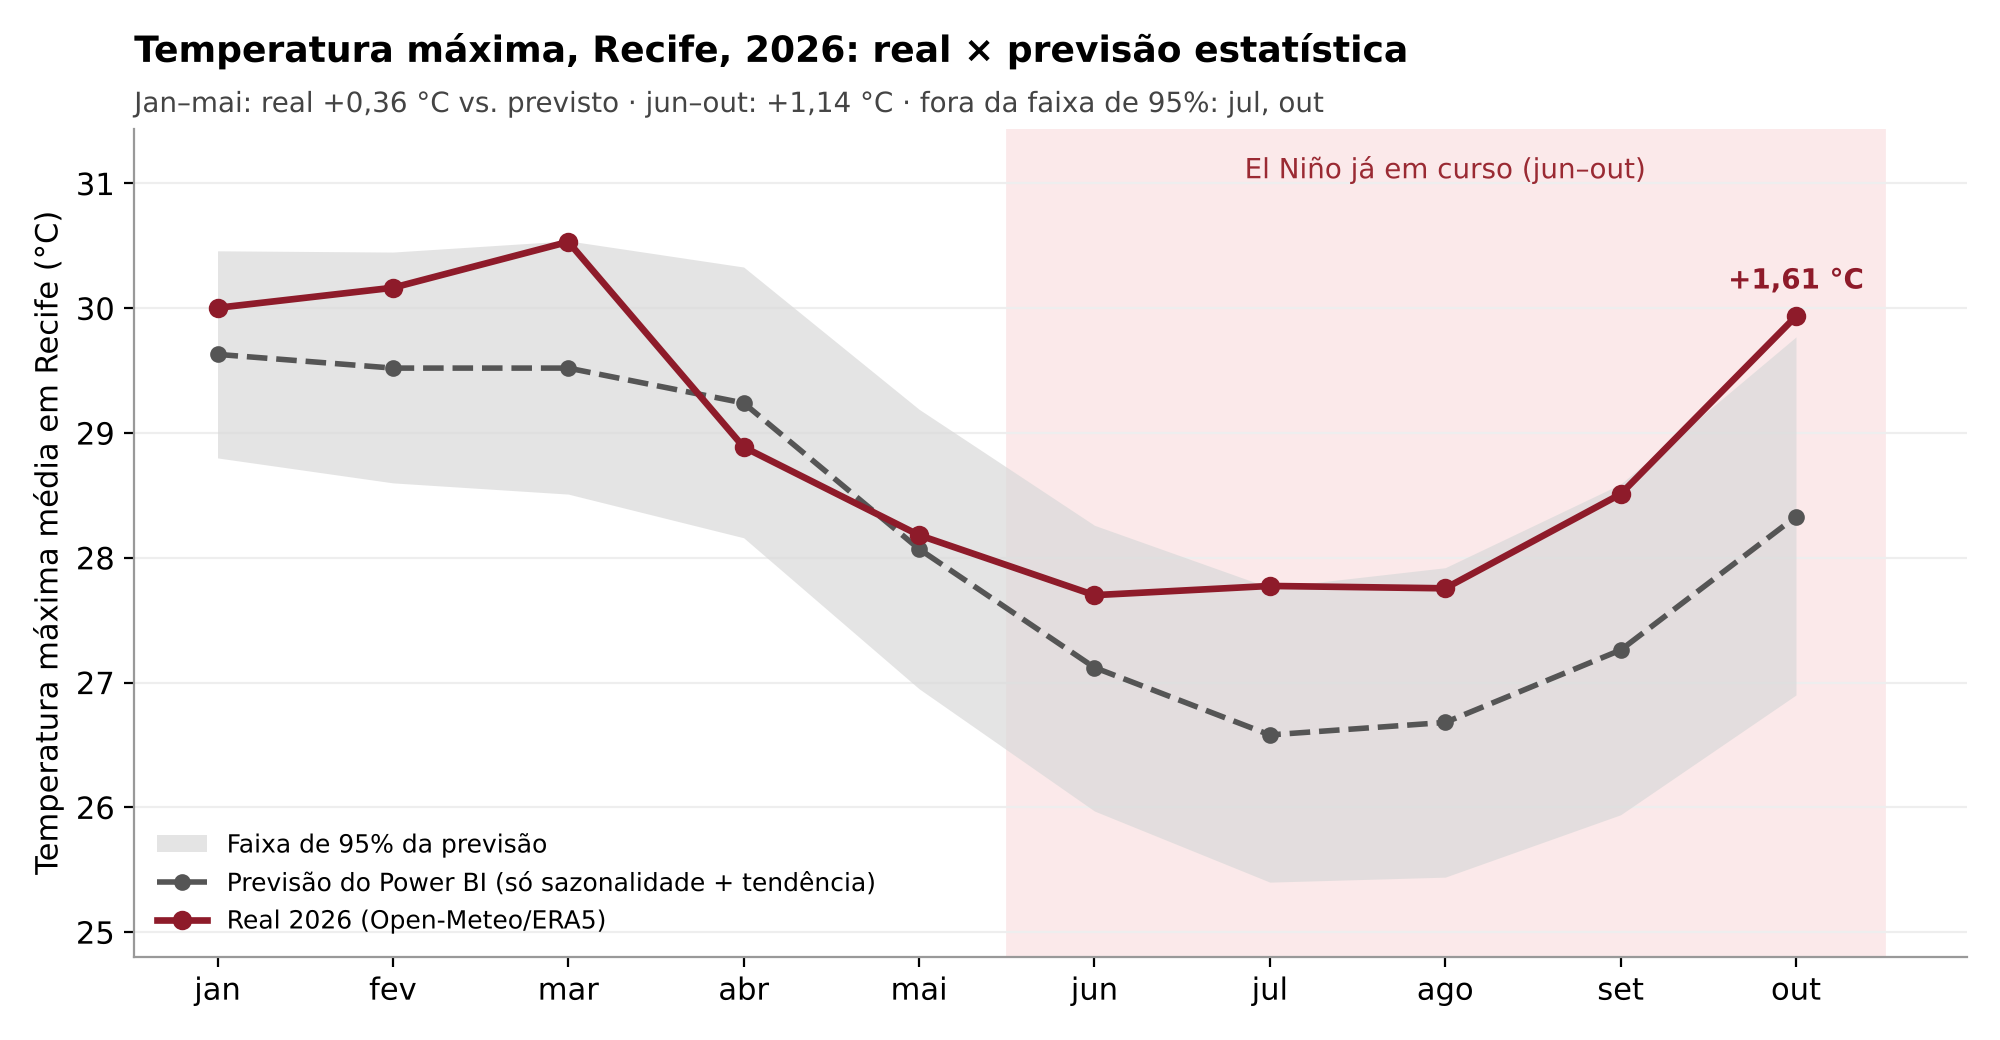 Temperatura máxima, Recife, 2026: real × previsão estatística
Jan–mai: real +0,36 °C vs. previsto · jun–out: +1,14 °C · fora da faixa de 95%: jul, out
El Niño já em curso (jun–out)
+1,61 °C
Temperatura máxima média em Recife (°C)
31
30
29
28
27
26
25
Faixa de 95% da previsão
Previsão do Power BI (só sazonalidade + tendência)
Real 2026 (Open-Meteo/ERA5)
jan fev mar abr mai jun jul ago set out